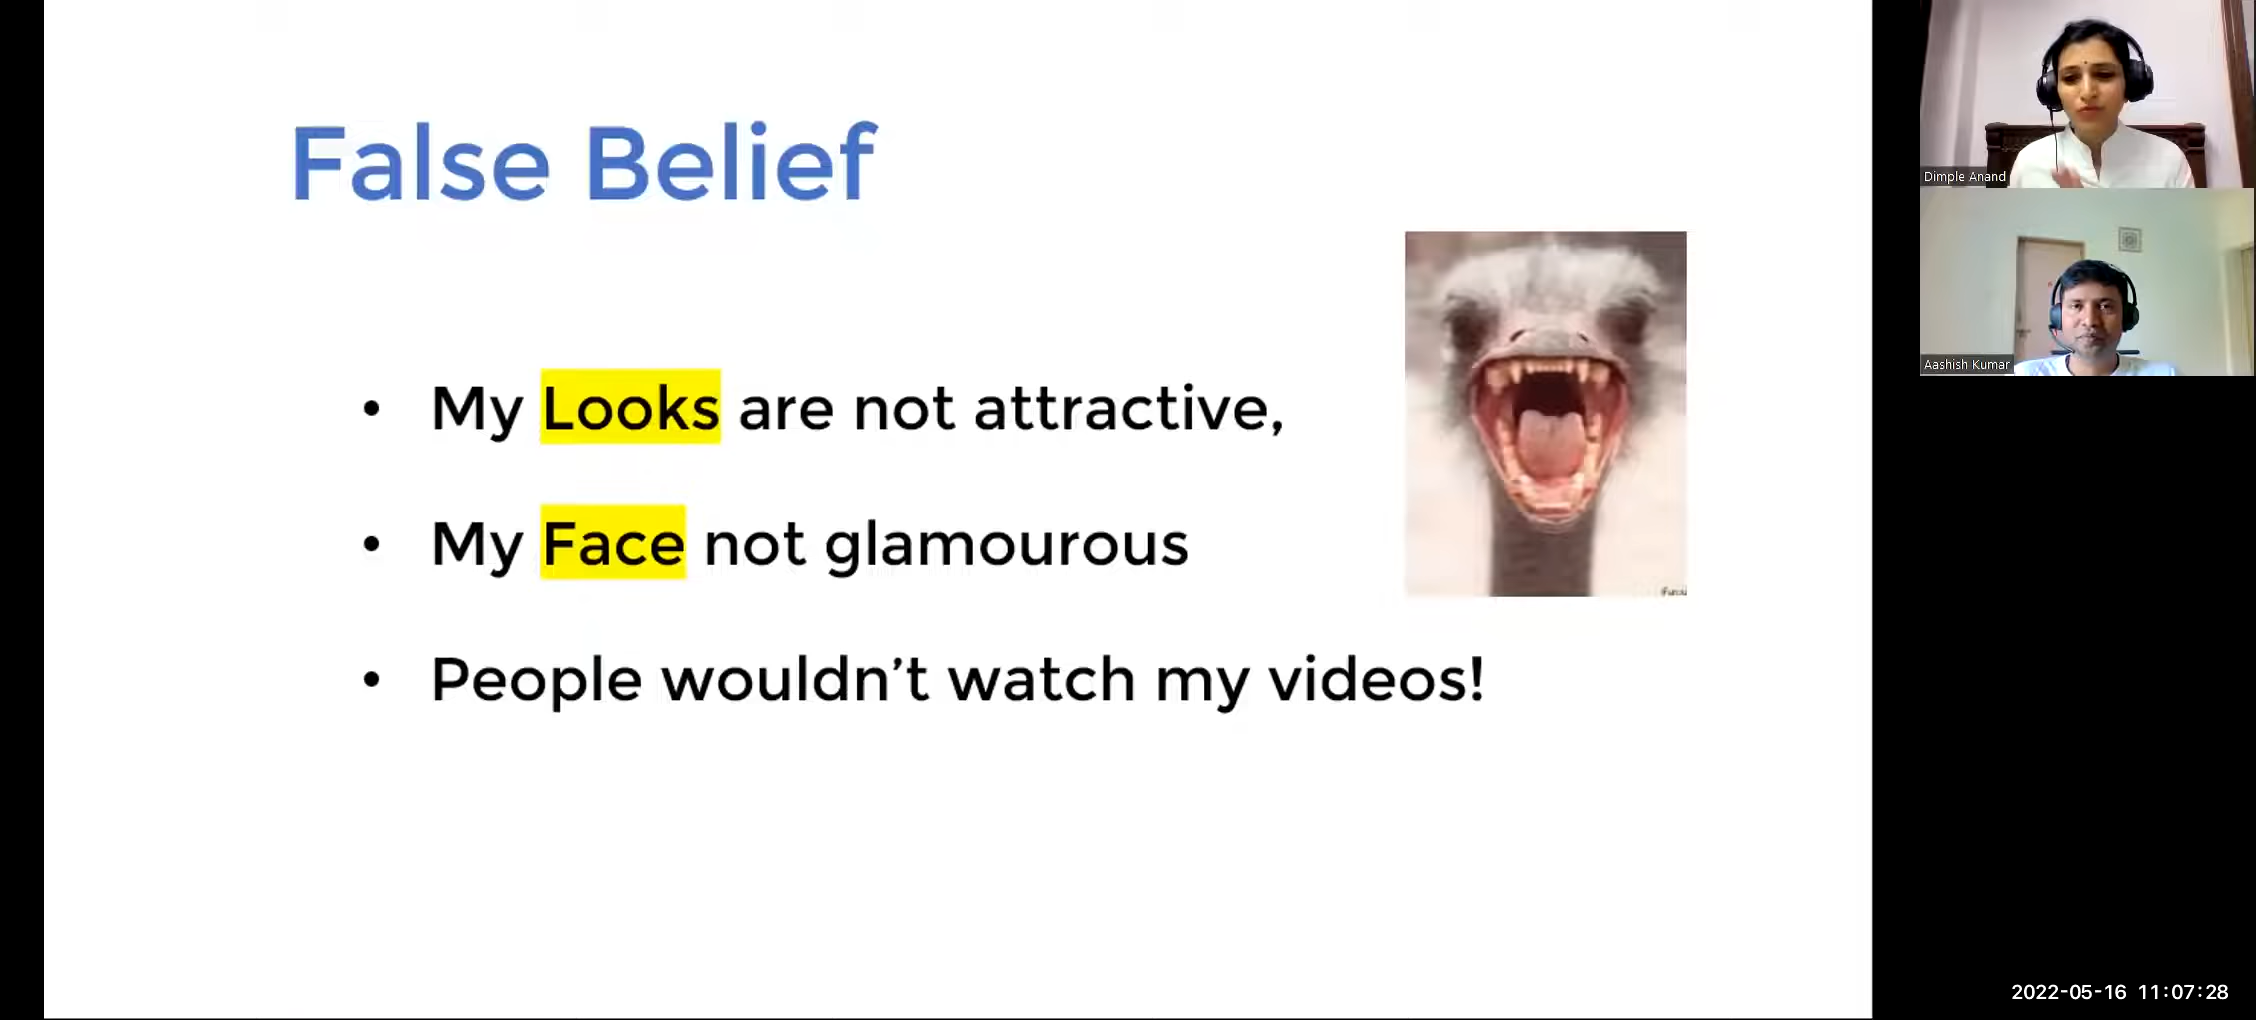 False Belief
• My Looks are not attractive,
• My Face not glamourous
• People wouldn’t watch my videos!
Dimple Anand
Aashish Kumar
2022-05-16 11:07:28